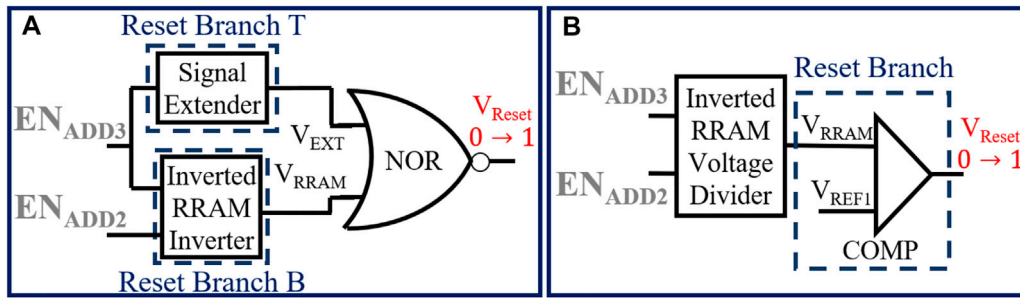 A
Reset Branch T
Signal
Extender
EN_ADD3
V_EXT
NOR
V_Reset
0 → 1
V_RRAM
Inverted
RRAM
Inverter
EN_ADD2
Reset Branch B
B
Reset Branch
EN_ADD3
Inverted
RRAM
Voltage
Divider
V_RRAM
V_Reset
0 → 1
EN_ADD2
V_REF1
COMP